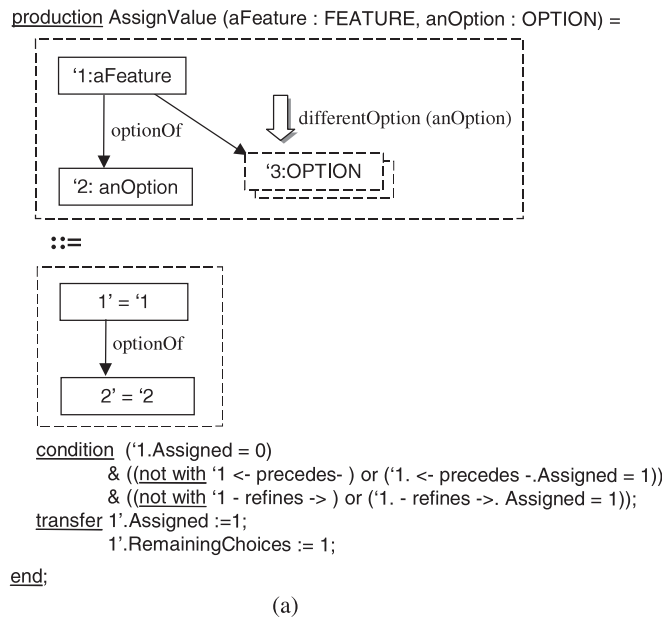 production AssignValue (aFeature : FEATURE, anOption : OPTION) =
‘1:aFeature
optionOf
differentOption (anOption)
‘2: anOption
‘3:OPTION
::=
1’ = ‘1
optionOf
2’ = ‘2
condition (‘1.Assigned = 0)
& ((not with ‘1 <- precedes- ) or (‘1. <- precedes -.Assigned = 1))
& ((not with ‘1 - refines -> ) or (‘1. - refines ->. Assigned = 1));
transfer 1’.Assigned :=1;
1’.RemainingChoices := 1;
end;
(a)